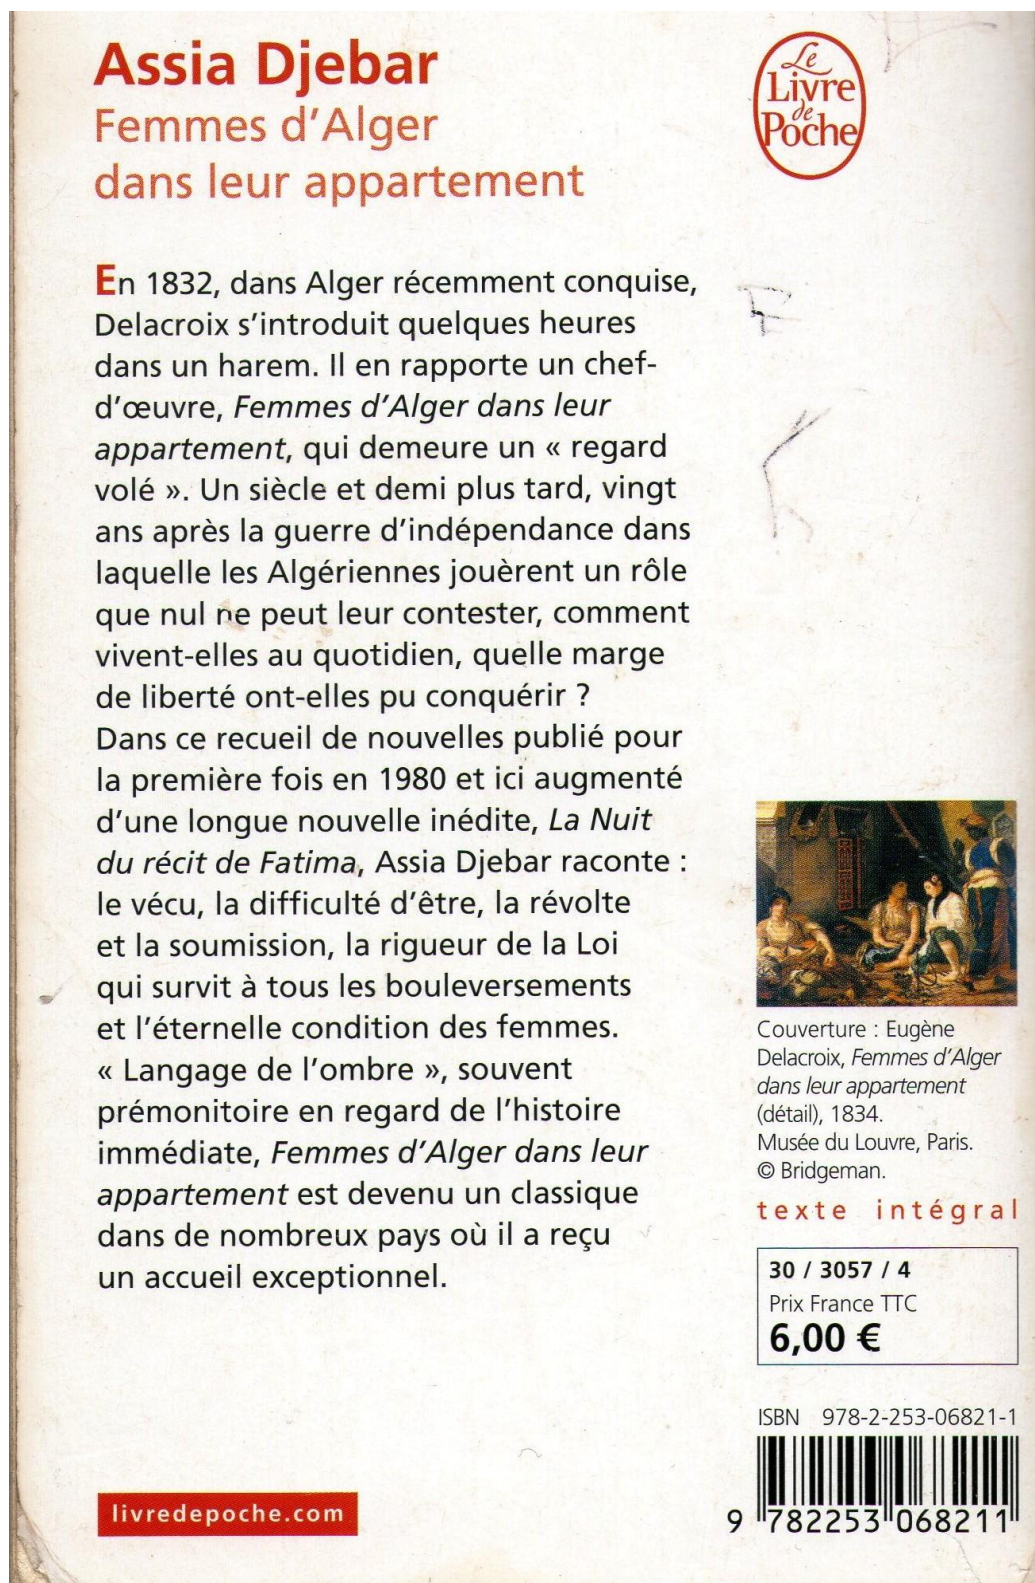 Assia Djebar
Femmes d'Alger
dans leur appartement
Le
Livre
de
Poche
En 1832, dans Alger récemment conquise,
Delacroix s'introduit quelques heures
dans un harem. Il en rapporte un chef-
d'œuvre, Femmes d'Alger dans leur
appartement, qui demeure un « regard
volé ». Un siècle et demi plus tard, vingt
ans après la guerre d'indépendance dans
laquelle les Algériennes jouèrent un rôle
que nul ne peut leur contester, comment
vivent-elles au quotidien, quelle marge
de liberté ont-elles pu conquérir ?
Dans ce recueil de nouvelles publié pour
la première fois en 1980 et ici augmenté
d'une longue nouvelle inédite, La Nuit
du récit de Fatima, Assia Djebar raconte :
le vécu, la difficulté d'être, la révolte
et la soumission, la rigueur de la Loi
qui survit à tous les bouleversements
et l'éternelle condition des femmes.
« Langage de l'ombre », souvent
prémonitoire en regard de l'histoire
immédiate, Femmes d'Alger dans leur
appartement est devenu un classique
dans de nombreux pays où il a reçu
un accueil exceptionnel.
Couverture : Eugène
Delacroix, Femmes d'Alger
dans leur appartement
(détail), 1834.
Musée du Louvre, Paris.
© Bridgeman.
texte intégral
30 / 3057 / 4
Prix France TTC
6,00 €
ISBN 978-2-253-06821-1
9 782253 068211
livredepoche.com